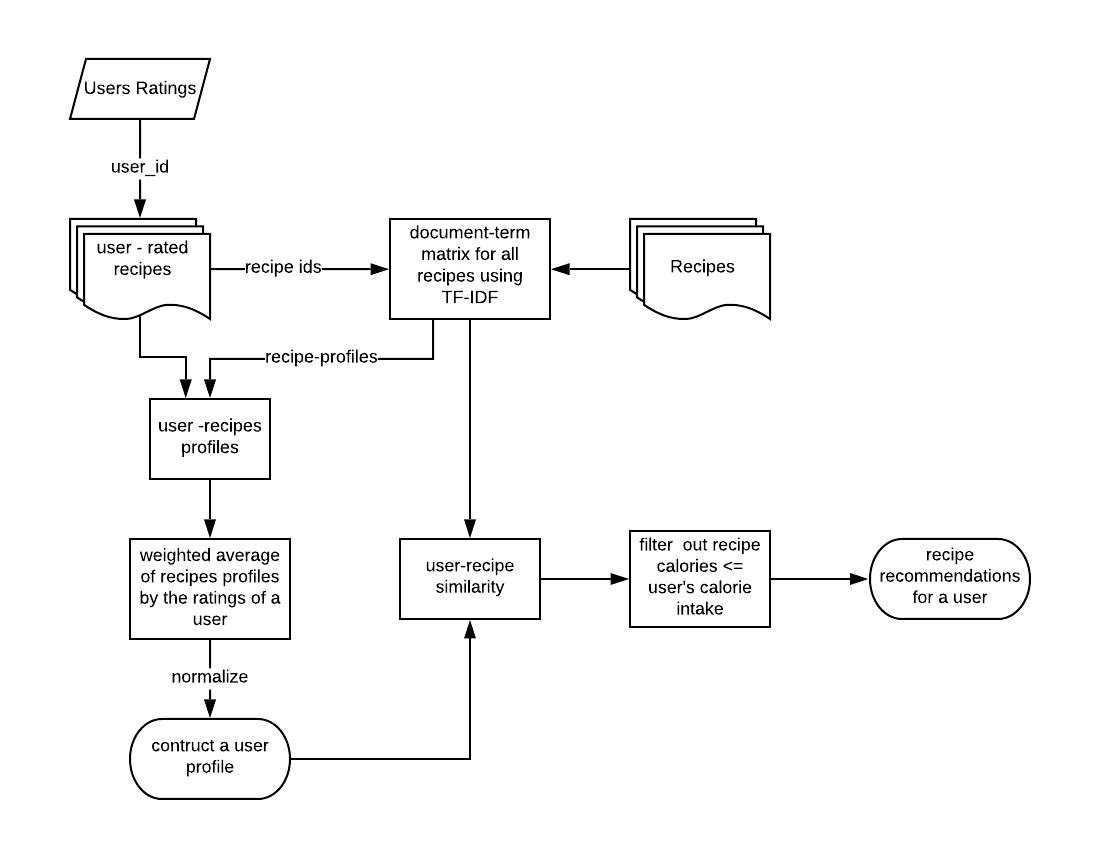 Users Ratings
user_id
user - rated
recipes
recipe ids
document-term
matrix for all
recipes using
TF-IDF
Recipes
recipe-profiles
user -recipes
profiles
weighted average
of recipes profiles
by the ratings of a
user
user-recipe
similarity
filter  out recipe
calories <=
user's calorie
intake
recipe
recommendations
for a user
normalize
contruct a user
profile